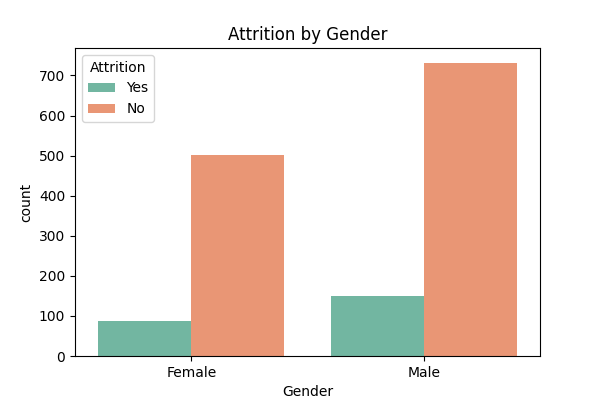 Attrition by Gender
Attrition
Yes
No
700
600
500
400
300
200
100
0
count
Female
Male
Gender